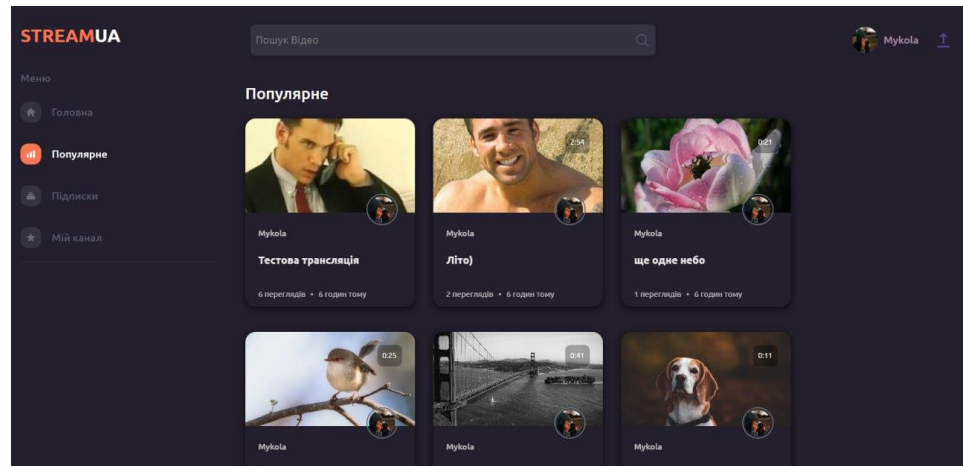 STREAMUA
Пошук Відео
Mykola
Меню
Головна
Популярне
Підписки
Мій канал
Популярне
Mykola
Тестова трансляція
6 переглядів • 6 годин тому
2:54
Mykola
Літо)
2 переглядів • 6 годин тому
0:21
Mykola
ще одне небо
1 переглядів • 6 годин тому
0:25
Mykola
0:41
Mykola
0:11
Mykola